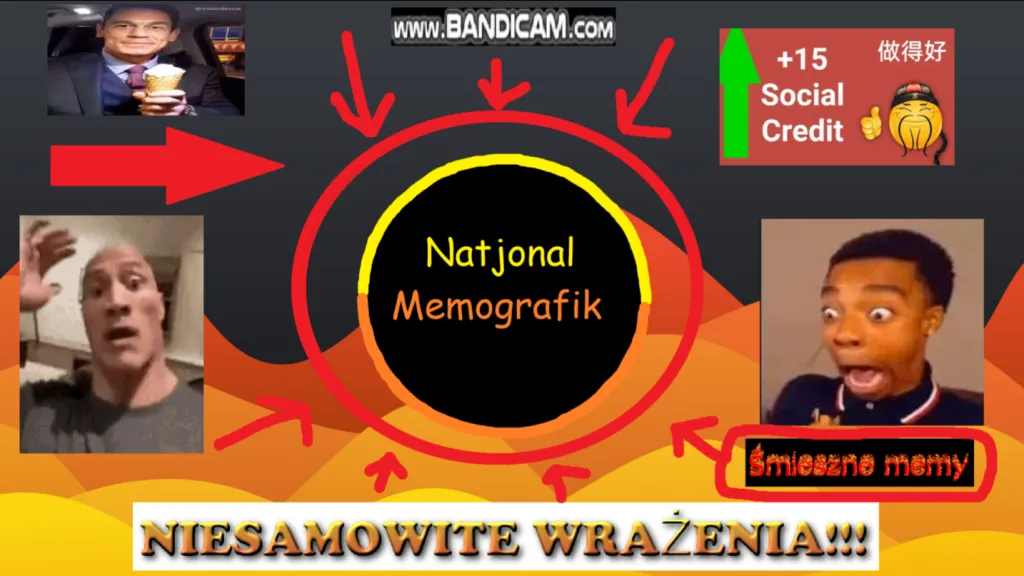 www.BANDICAM.com
+15
Social
Credit
做得好
Natjonal
Memografik
Śmieszne memy
NIESAMOWITE WRAŻENIA!!!